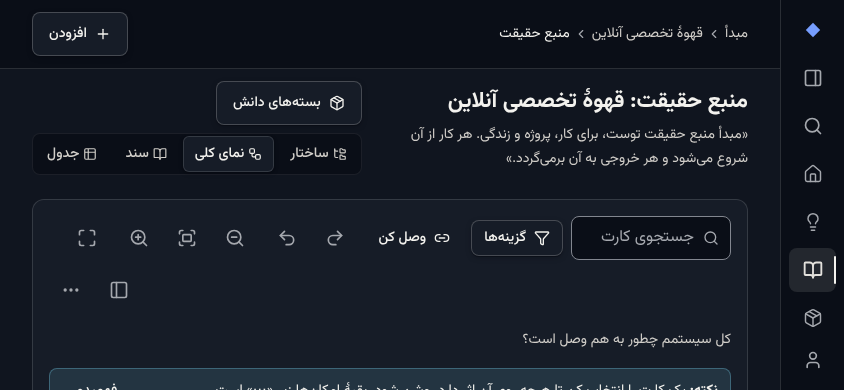 مبدأ › قهوهٔ تخصصی آنلاین › منبع حقیقت
افزودن
منبع حقیقت: قهوهٔ تخصصی آنلاین
بسته‌های دانش
«مبدأ منبع حقیقت توست، برای کار، پروژه و زندگی. هر کار از آن
شروع می‌شود و هر خروجی به آن برمی‌گردد.»
ساختار
نمای کلی
سند
جدول
جستجوی کارت
گزینه‌ها
وصل کن
کل سیستمم چطور به هم وصل است؟